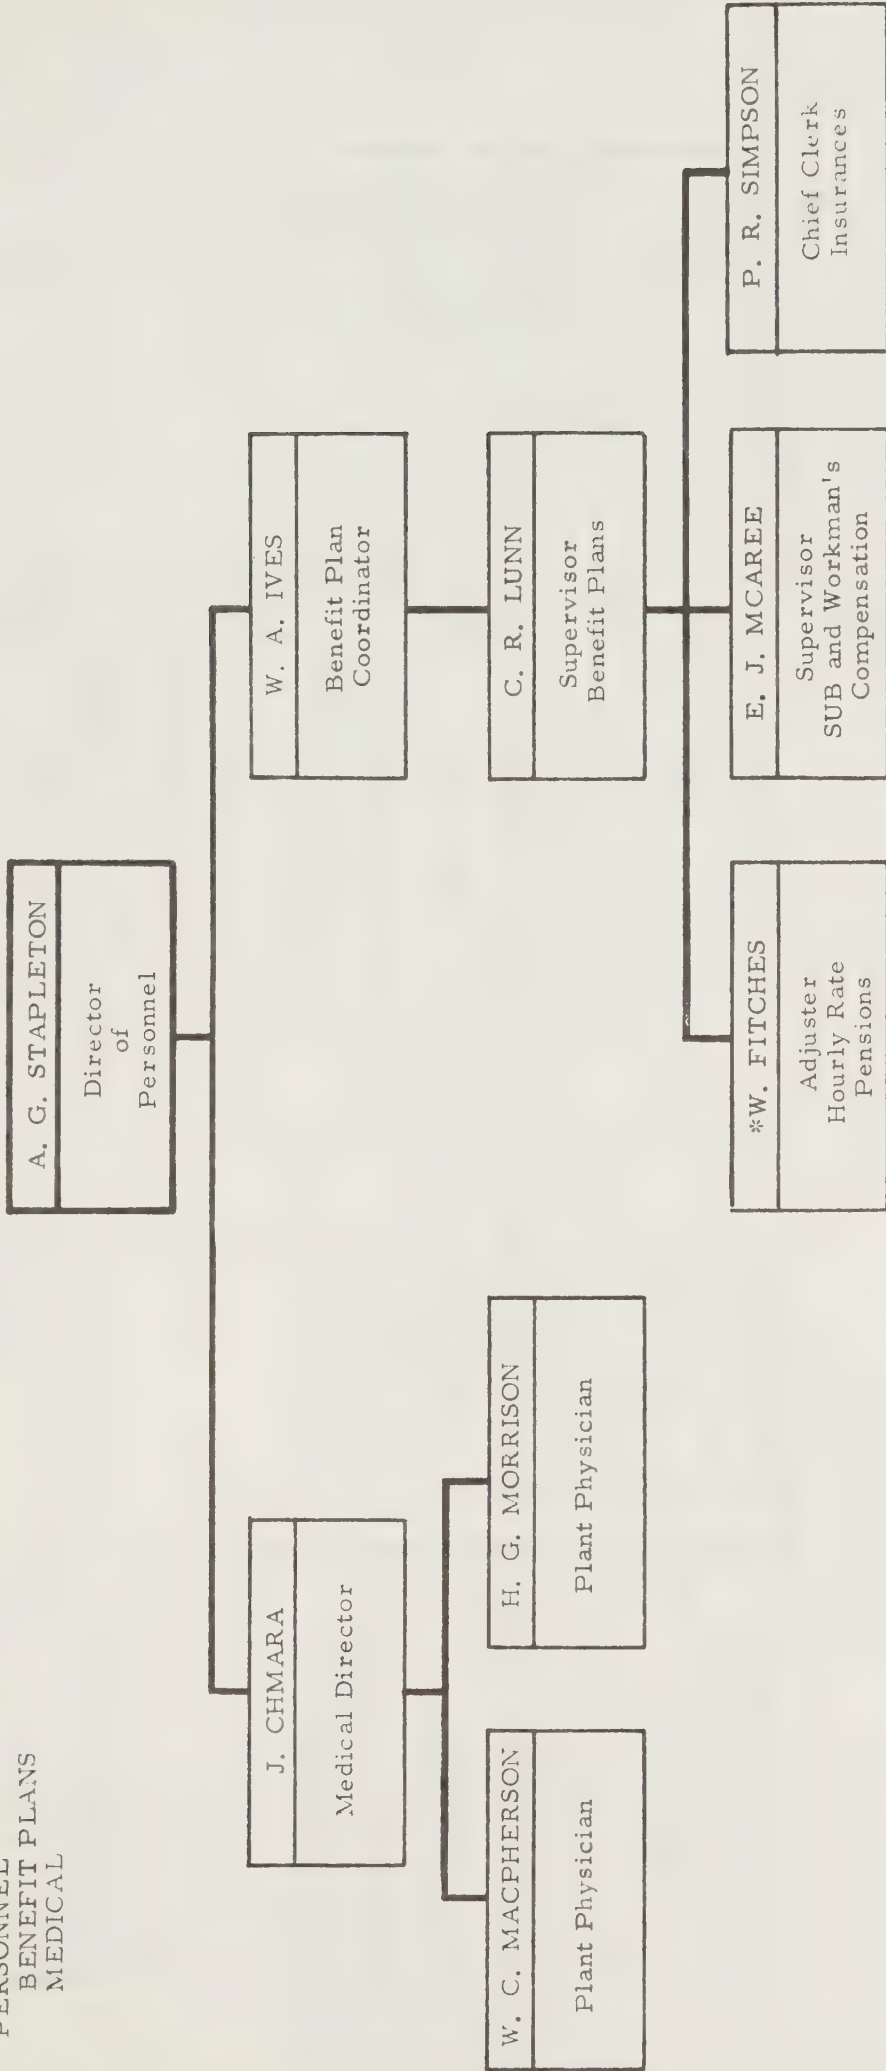 PERSONNEL
BENEFIT PLANS
MEDICAL
A. G. STAPLETON
Director
of
Personnel
J. CHMARA
Medical Director
W. A. IVES
Benefit Plan
Coordinator
W. C. MACPHERSON
Plant Physician
H. G. MORRISON
Plant Physician
C. R. LUNN
Supervisor
Benefit Plans
*W. FITCHES
Adjuster
Hourly Rate
Pensions
E. J. MCAREE
Supervisor
SUB and Workman's
Compensation
P. R. SIMPSON
Chief Clerk
Insurances